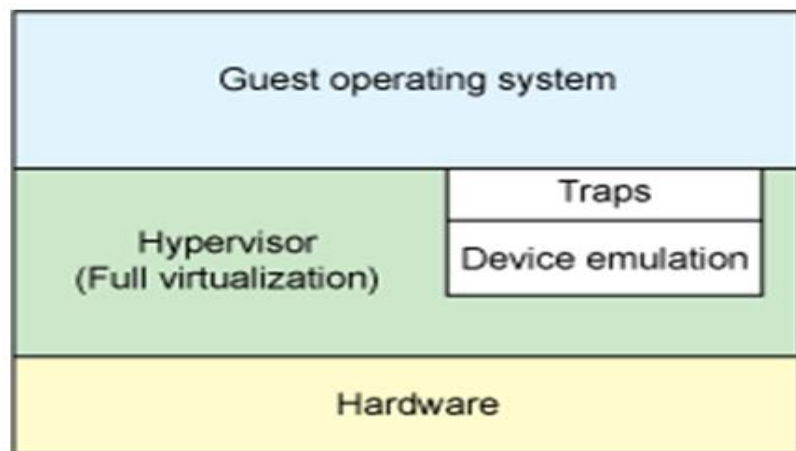 Guest operating system
Traps
Hypervisor
(Full virtualization)
Device emulation
Hardware